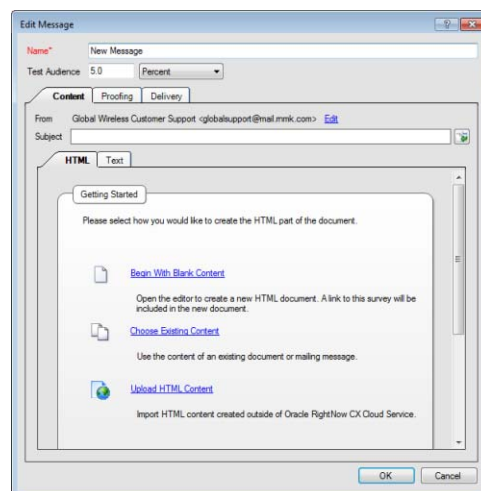 Edit Message
Name* New Message
Test Audience 5.0 Percent
Content Proofing Delivery
From Global Wireless Customer Support <globalsupport@mail.mmk.com> Edit
Subject
HTML Text
Getting Started
Please select how you would like to create the HTML part of the document.
Begin With Blank Content
Open the editor to create a new HTML document. A link to this survey will be
included in the new document.
Choose Existing Content
Use the content of an existing document or mailing message.
Upload HTML Content
Import HTML content created outside of Oracle RightNow CX Cloud Service.
OK Cancel